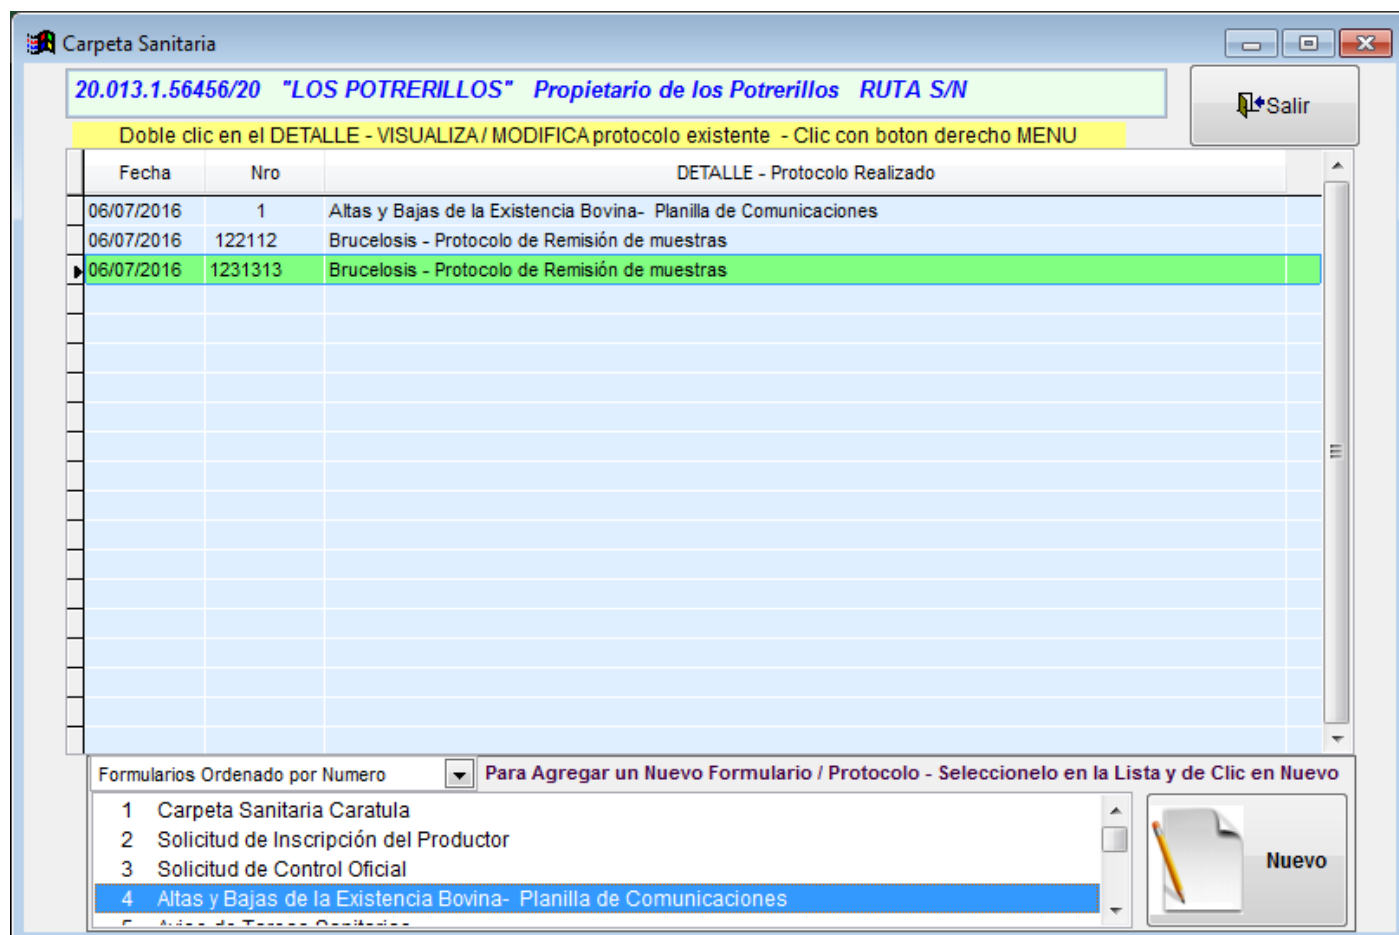 Carpeta Sanitaria
20.013.1.56456/20 "LOS POTRERILLOS" Propietario de los Potrerillos RUTA S/N
Salir
Doble clic en el DETALLE - VISUALIZA / MODIFICA protocolo existente - Clic con boton derecho MENU
Fecha Nro DETALLE - Protocolo Realizado
06/07/2016 1 Altas y Bajas de la Existencia Bovina- Planilla de Comunicaciones
06/07/2016 122112 Brucelosis - Protocolo de Remisión de muestras
06/07/2016 1231313 Brucelosis - Protocolo de Remisión de muestras
Formularios Ordenado por Numero Para Agregar un Nuevo Formulario / Protocolo - Seleccionelo en la Lista y de Clic en Nuevo
1 Carpeta Sanitaria Caratula
2 Solicitud de Inscripción del Productor
3 Solicitud de Control Oficial
4 Altas y Bajas de la Existencia Bovina- Planilla de Comunicaciones
Nuevo